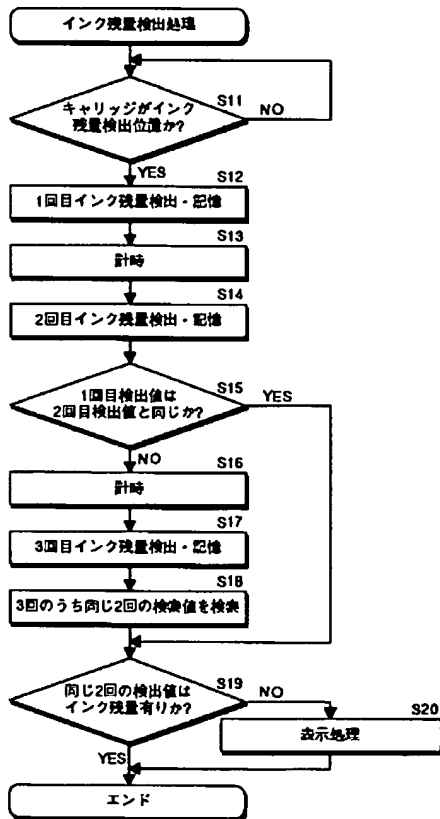 インク残量検出処理
S11
キャリッジがインク
残量検出位置か?
NO
YES
S12
1回目インク残量検出・記憶
S13
計時
S14
2回目インク残量検出・記憶
S15
1回目検出値は
2回目検出値と同じか?
YES
NO
S16
計時
S17
3回目インク残量検出・記憶
S18
3回のうち同じ2回の検索値を検索
S19
同じ2回の検出値は
インク残量有りか?
NO
S20
表示処理
YES
エンド